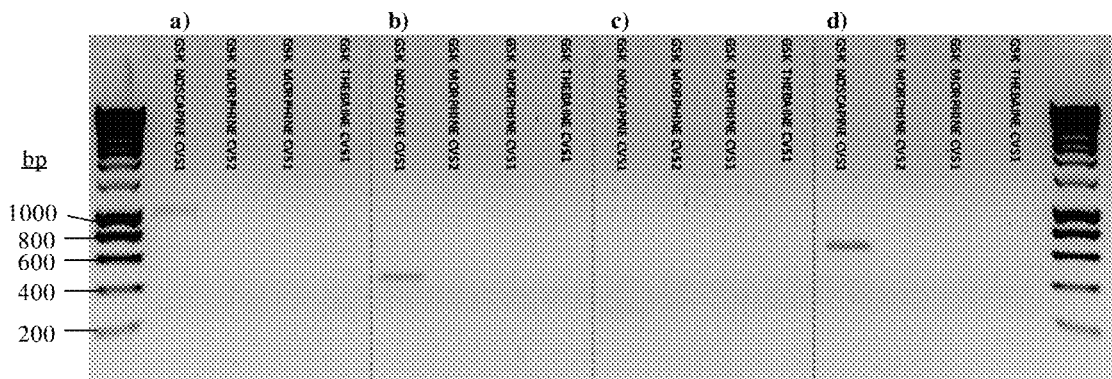 a) b) c) d)
GSK NOSCAPINE CVS1
GSK MORPHINE CVS2
GSK MORPHINE CVS1
GSK THEBAINE CVS1
GSK NOSCAPINE CVS1
GSK MORPHINE CVS2
GSK MORPHINE CVS1
GSK THEBAINE CVS1
GSK NOSCAPINE CVS1
GSK MORPHINE CVS2
GSK MORPHINE CVS1
GSK THEBAINE CVS1
GSK NOSCAPINE CVS1
GSK MORPHINE CVS2
GSK MORPHINE CVS1
GSK THEBAINE CVS1
bp
1000
800
600
400
200